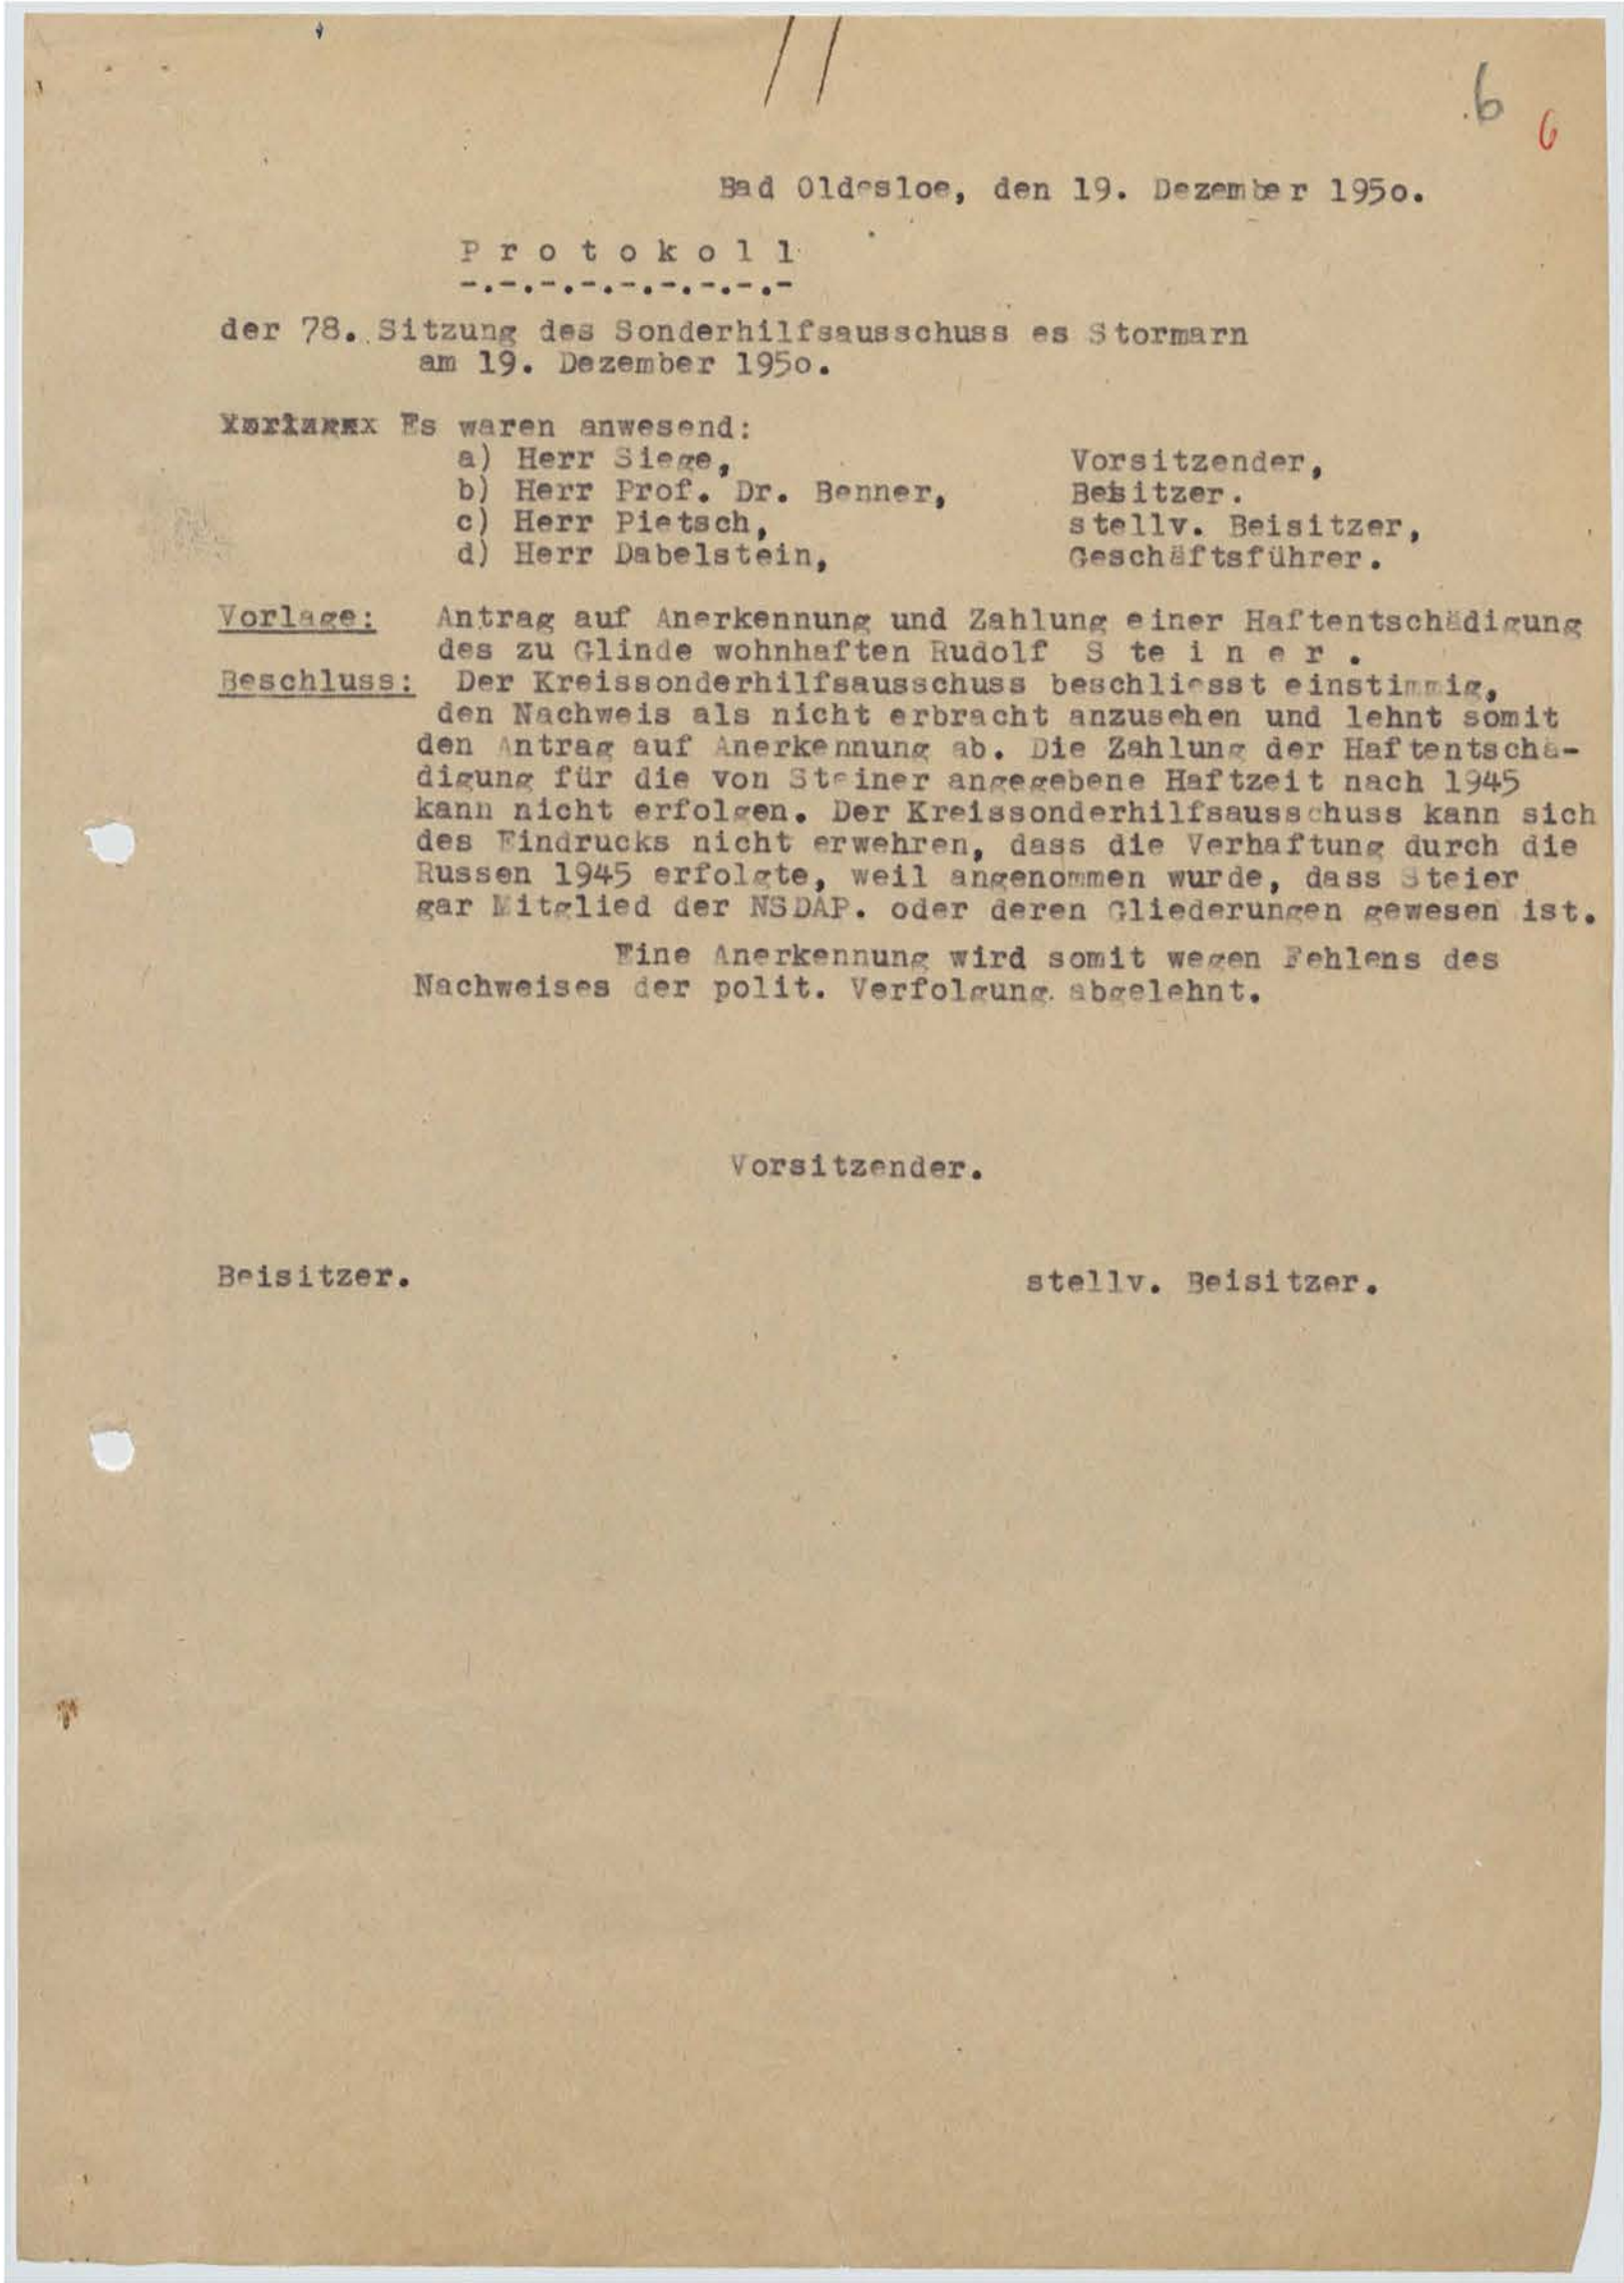 6
6
Bad Oldesloe, den 19. Dezember 195o.
P r o t o k o l l
-.-.-.-.-.-.-.-.-
der 78. Sitzung des Sonderhilfsausschuss es Stormarn
am 19. Dezember 195o.
Es waren anwesend:
a) Herr Siege, Vorsitzender,
b) Herr Prof. Dr. Benner, Beisitzer.
c) Herr Pietsch, stellv. Beisitzer,
d) Herr Dabelstein, Geschäftsführer.
Vorlage: Antrag auf Anerkennung und Zahlung einer Haftentschädigung
des zu Glinde wohnhaften Rudolf S te i n e r .
Beschluss: Der Kreissonderhilfsausschuss beschliesst einstimmig,
den Nachweis als nicht erbracht anzusehen und lehnt somit
den Antrag auf Anerkennung ab. Die Zahlung der Haftentschä-
digung für die von Steiner angegebene Haftzeit nach 1945
kann nicht erfolgen. Der Kreissonderhilfsausschuss kann sich
des Eindrucks nicht erwehren, dass die Verhaftung durch die
Russen 1945 erfolgte, weil angenommen wurde, dass Steier
gar Mitglied der NSDAP. oder deren Gliederungen gewesen ist.
Eine Anerkennung wird somit wegen Fehlens des
Nachweises der polit. Verfolgung. abgelehnt.
Vorsitzender.
Beisitzer. stellv. Beisitzer.